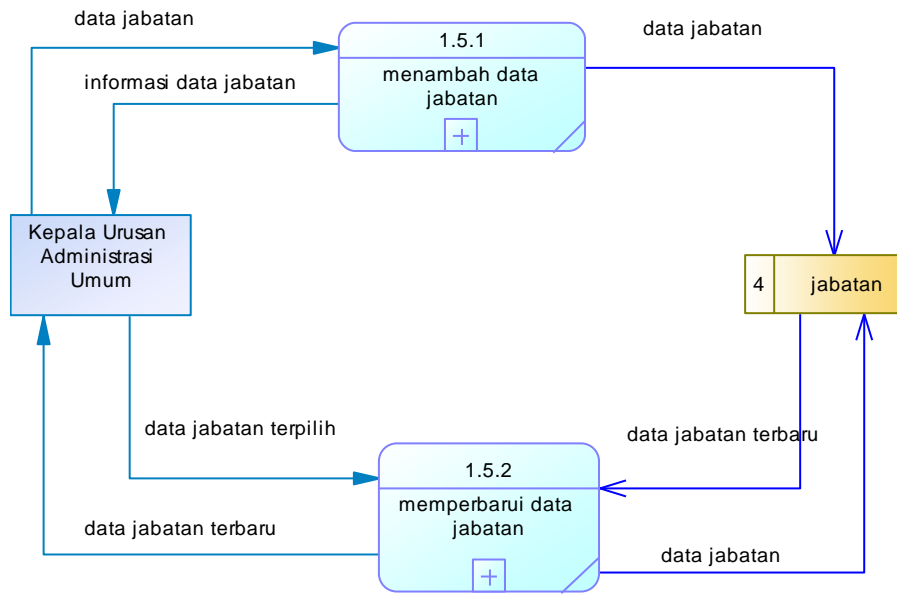 data jabatan
1.5.1
data jabatan
menambah data
jabatan
informasi data jabatan
Kepala Urusan
Administrasi
Umum
4
jabatan
data jabatan terpilih
data jabatan terbaru
1.5.2
memperbarui data
jabatan
data jabatan terbaru
data jabatan